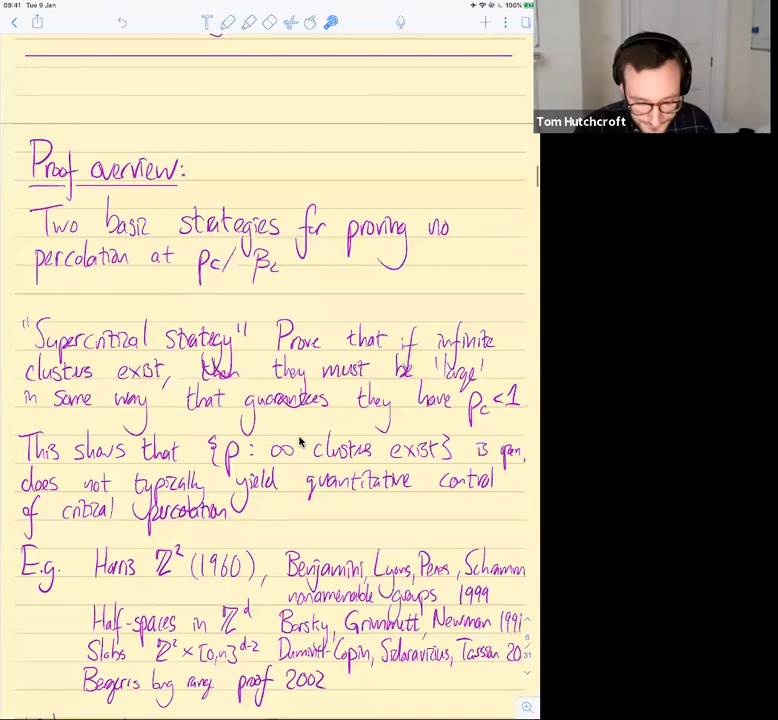 09:41 Tue 9 Jan
100%
Tom Hutchcroft
Proof overview:
Two basic strategies for proving no
percolation at pc/βc
"Supercritical strategy" Prove that if infinite
clusters exist, then they must be 'large'
in some way that guarantees they have pc<1
This shows that {p : ∞ clusters exist} is open,
does not typically yield quantitative control
of critical percolation.
E.g. Harris ℤ² (1960), Benjamini, Lyons, Peres, Schramm
nonamenable groups 1999
Half-spaces in ℤᵈ Barsky, Grimmett, Newman 1991
Slabs ℤ² × [0,n]ᵈ⁻² Duminil-Copin, Sidoravicius, Tassion 20
Berger's long range proof 2002
6
31